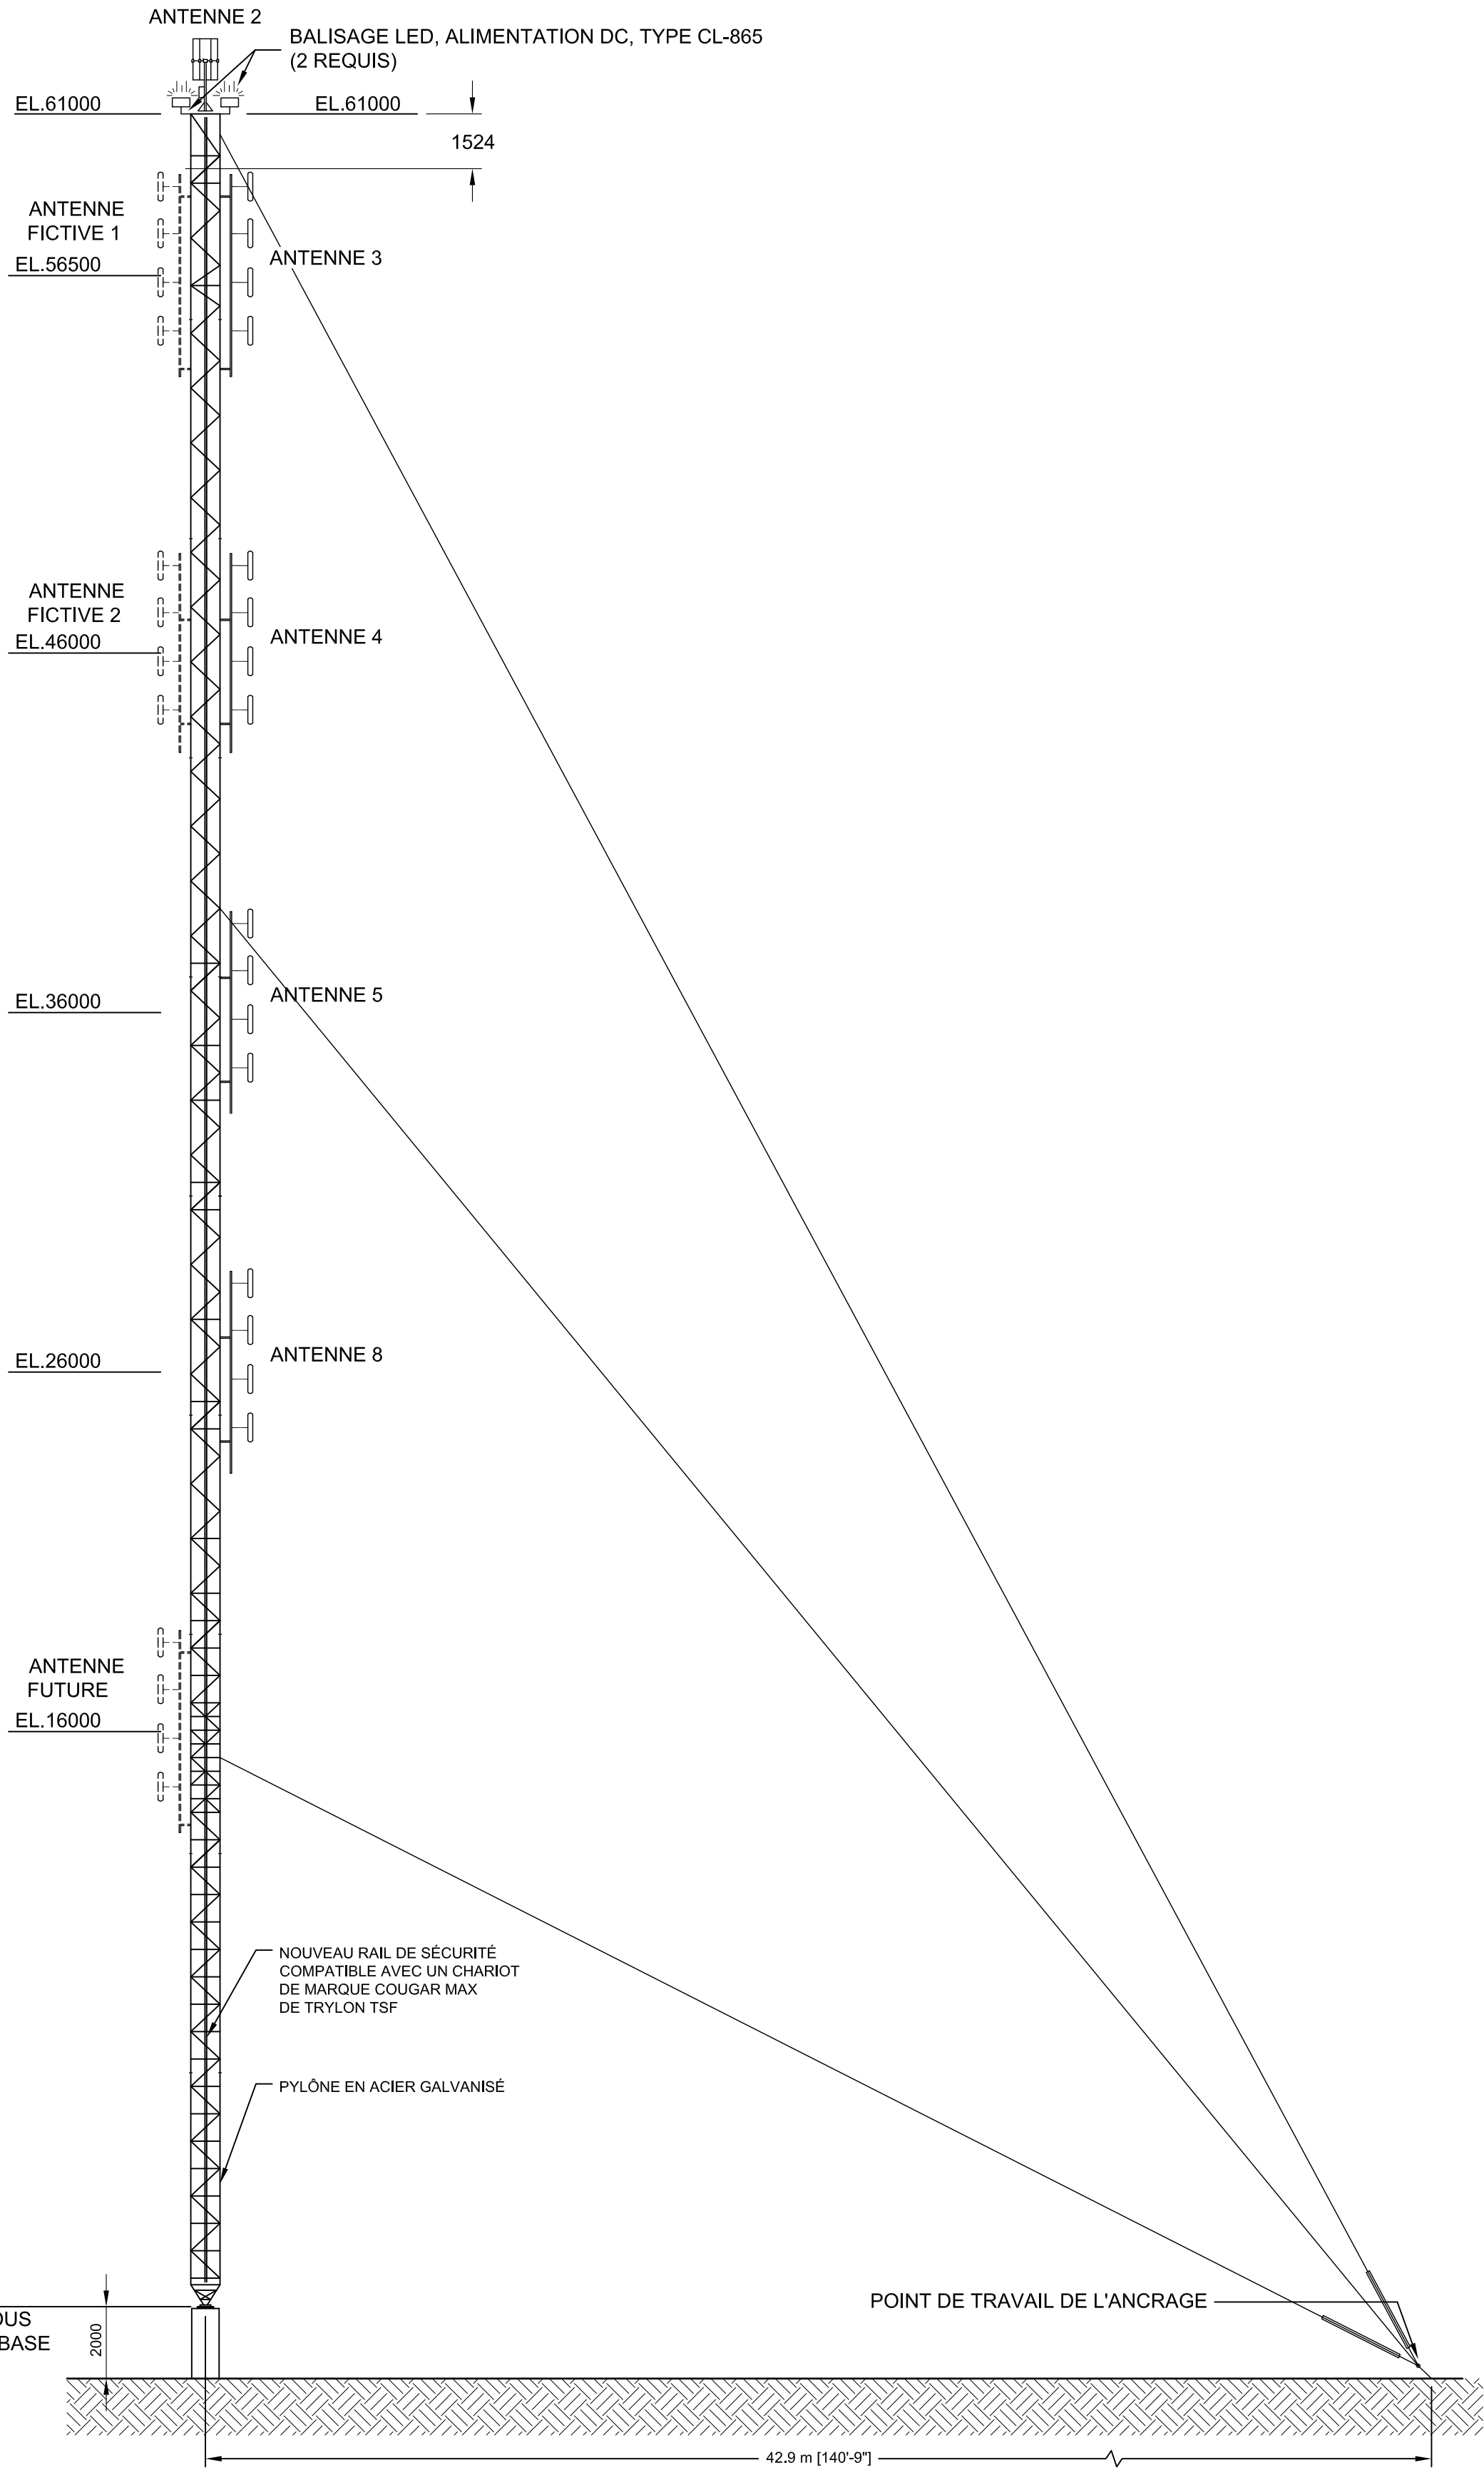 ANTENNE 2
BALISAGE LED, ALIMENTATION DC, TYPE CL-865
(2 REQUIS)
EL.61000
EL.61000
1524
ANTENNE
FICTIVE 1
ANTENNE 3
EL.56500
ANTENNE
FICTIVE 2
ANTENNE 4
EL.46000
ANTENNE 5
EL.36000
ANTENNE 8
EL.26000
ANTENNE
FUTURE
EL.16000
NOUVEAU RAIL DE SÉCURITÉ
COMPATIBLE AVEC UN CHARIOT
DE MARQUE COUGAR MAX
DE TRYLON TSF
PYLÔNE EN ACIER GALVANISÉ
POINT DE TRAVAIL DE L'ANCRAGE
BASE
2000
42.9 m [140'-9"]